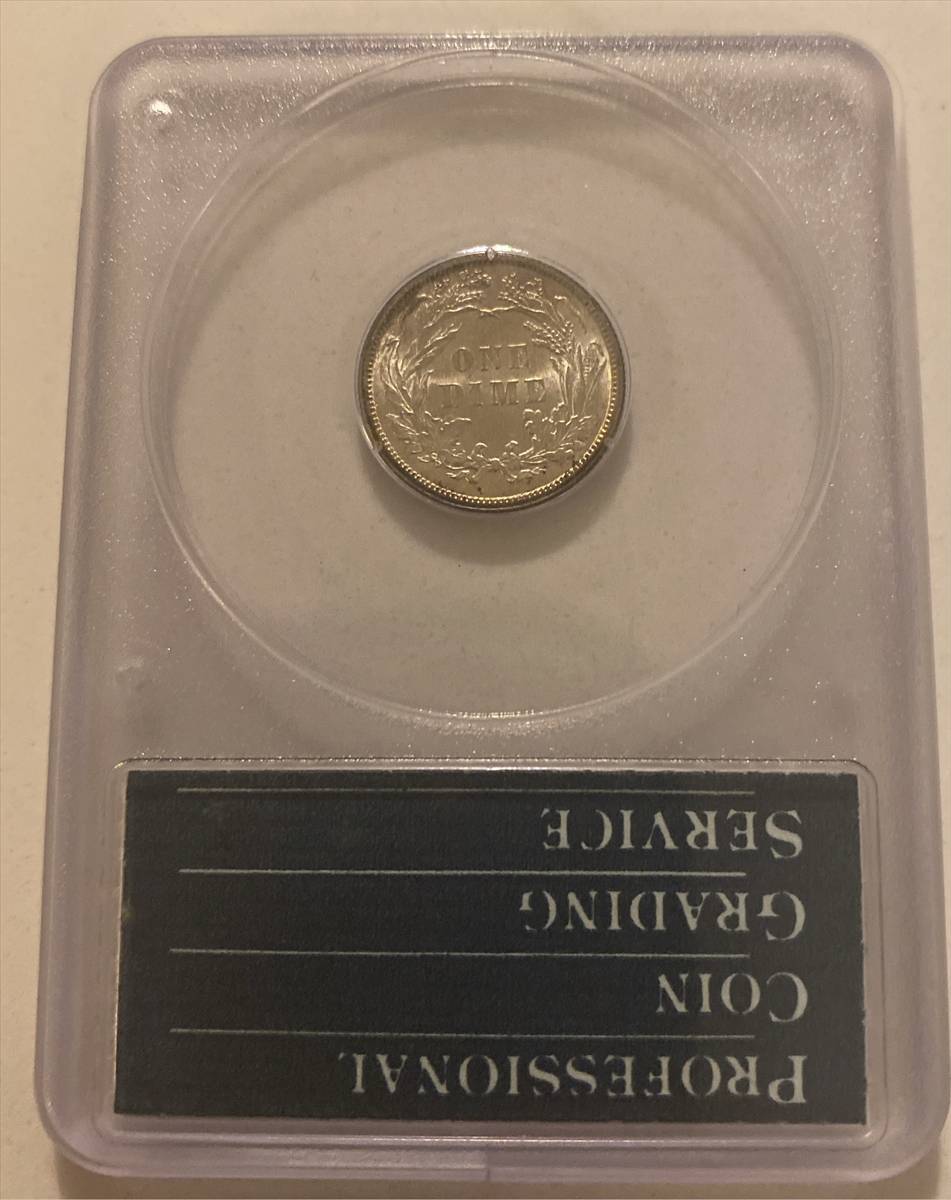 ONE
DIME
PROFESSIONAL
COIN
GRADING
SERVICE